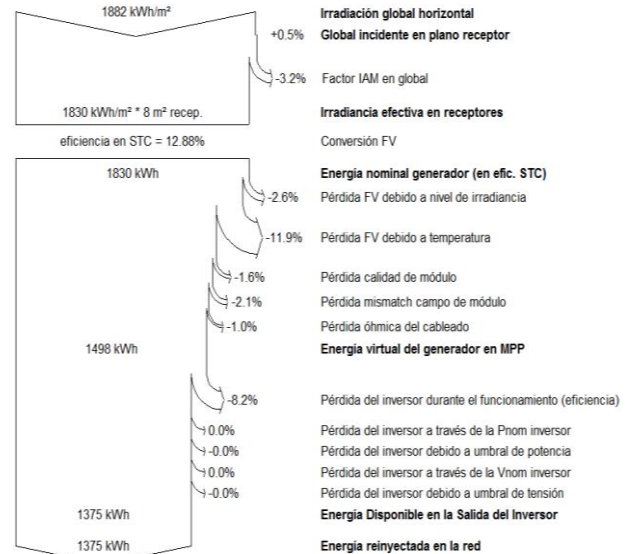 1882 kWh/m² Irradiación global horizontal
+0.5% Global incidente en plano receptor
-3.2% Factor IAM en global
1830 kWh/m² * 8 m² recep. Irradiancia efectiva en receptores
eficiencia en STC = 12.88% Conversión FV
1830 kWh Energía nominal generador (en efic. STC)
-2.6% Pérdida FV debido a nivel de irradiancia
-11.9% Pérdida FV debido a temperatura
-1.6% Pérdida calidad de módulo
-2.1% Pérdida mismatch campo de módulo
-1.0% Pérdida óhmica del cableado
1498 kWh Energía virtual del generador en MPP
-8.2% Pérdida del inversor durante el funcionamiento (eficiencia)
0.0% Pérdida del inversor a través de la Pnom inversor
-0.0% Pérdida del inversor debido a umbral de potencia
0.0% Pérdida del inversor a través de la Vnom inversor
-0.0% Pérdida del inversor debido a umbral de tensión
1375 kWh Energía Disponible en la Salida del Inversor
1375 kWh Energía reinyectada en la red